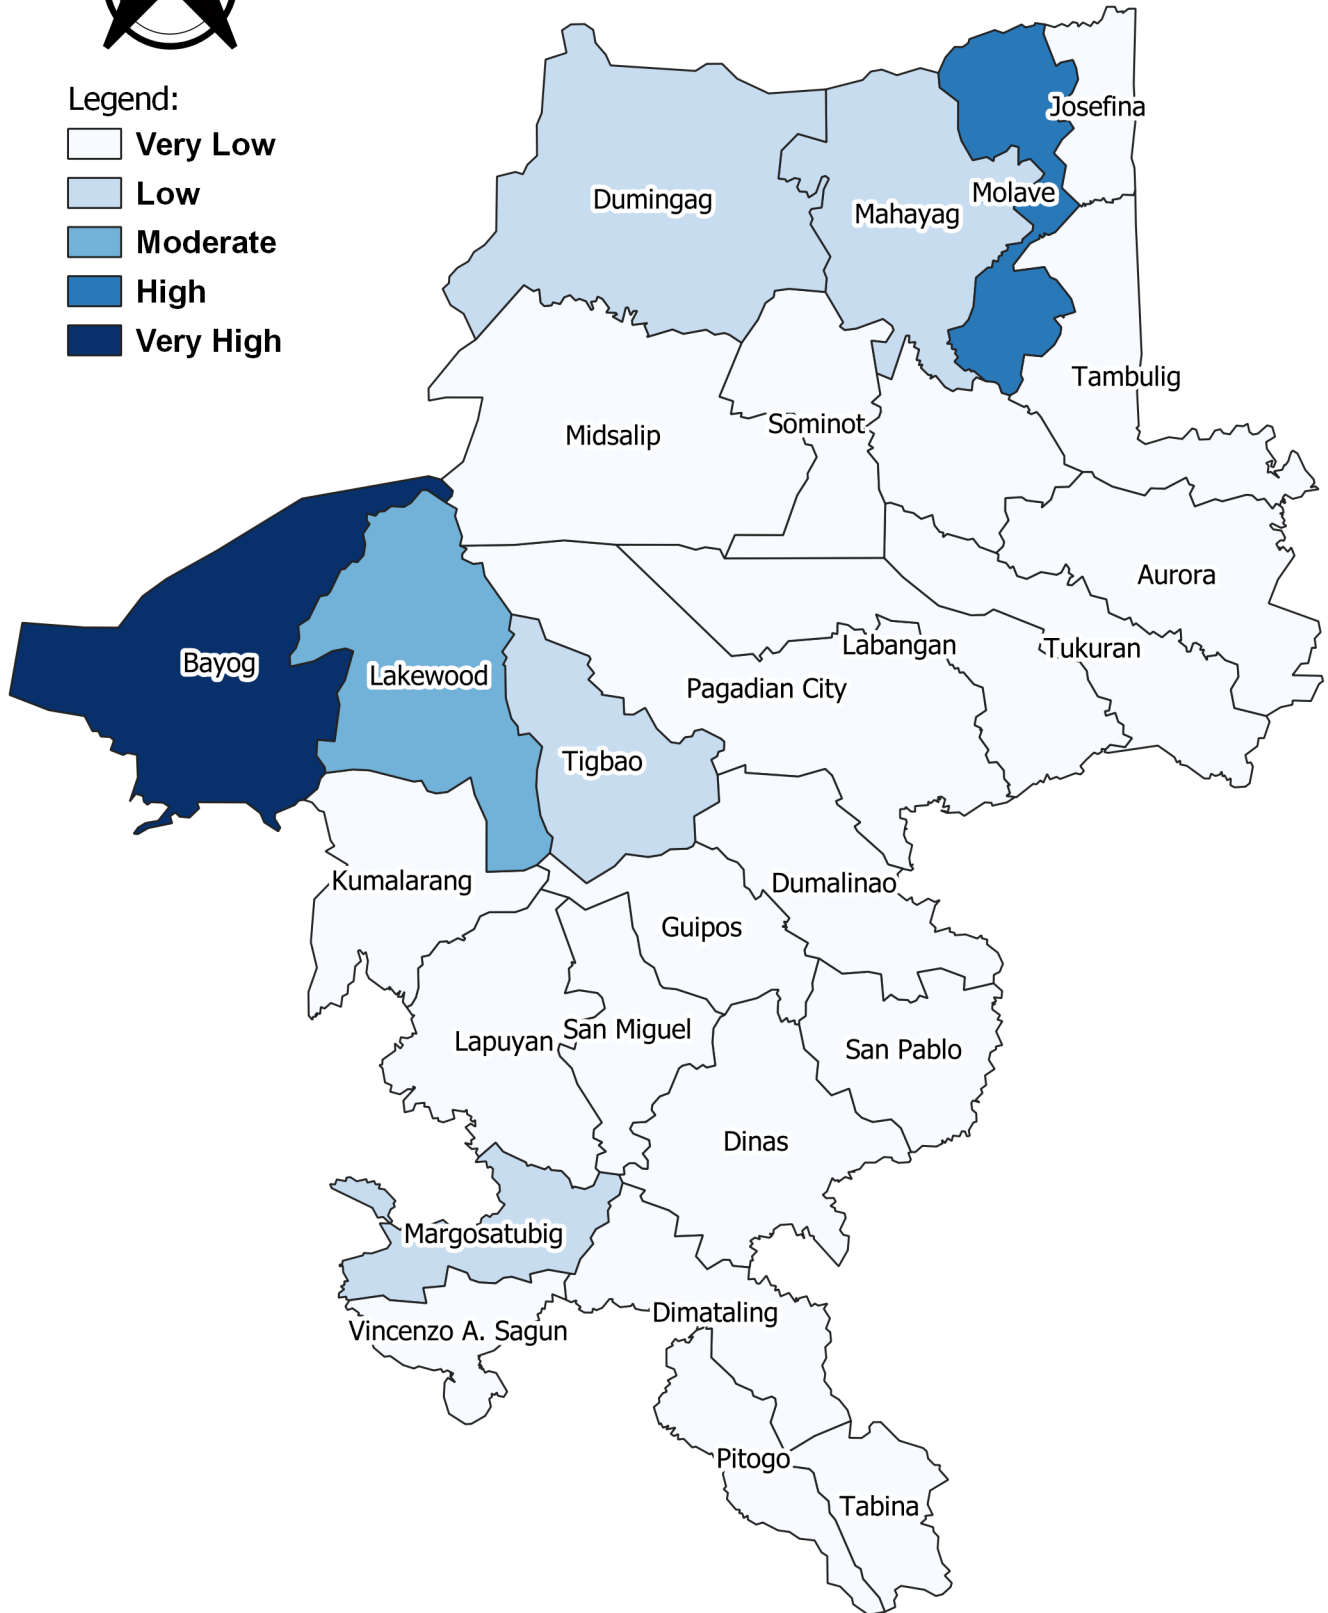 Legend:
Very Low
Low
Moderate
High
Very High
Josefina
Dumingag
Molave
Mahayag
Tambulig
Sominot
Midsalip
Aurora
Labangan
Tukuran
Bayog
Lakewood
Pagadian City
Tigbao
Kumalarang
Dumalinao
Guipos
San Miguel
Lapuyan
San Pablo
Dinas
Margosatubig
Dimataling
Vincenzo A. Sagun
Pitogo
Tabina